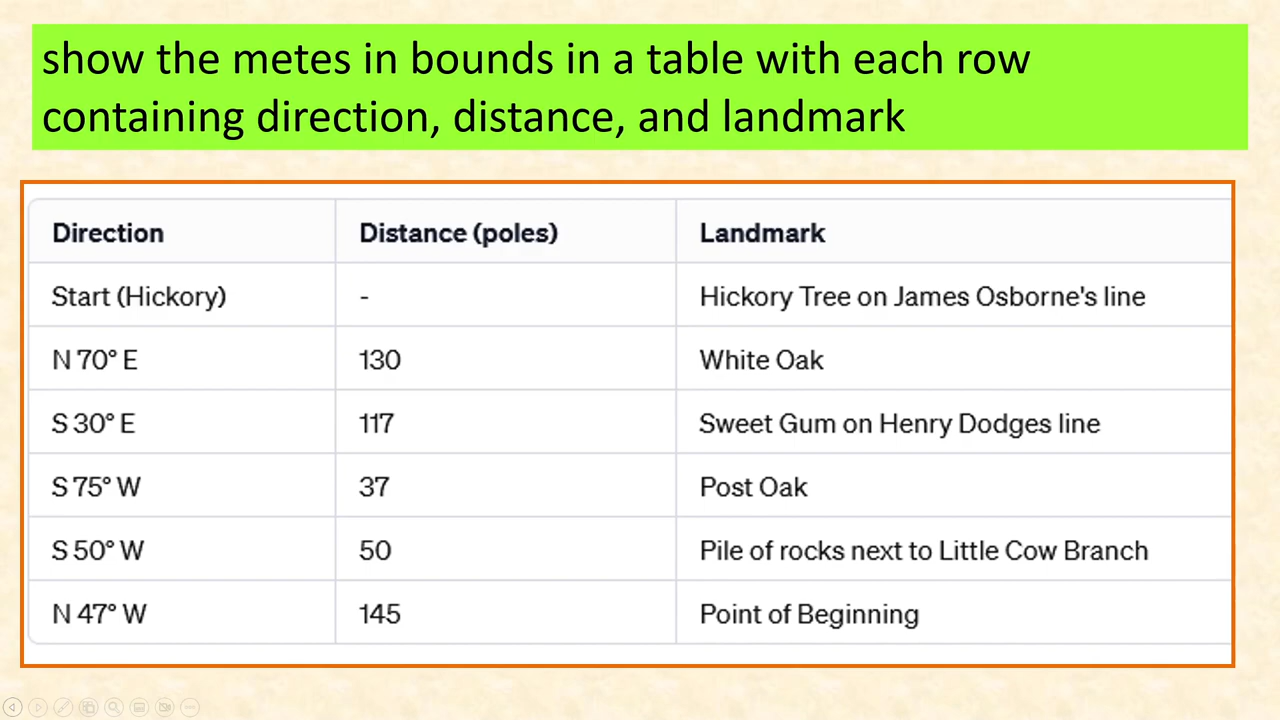 show the metes in bounds in a table with each row
containing direction, distance, and landmark
Direction Distance (poles) Landmark
Start (Hickory) - Hickory Tree on James Osborne's line
N 70° E 130 White Oak
S 30° E 117 Sweet Gum on Henry Dodges line
S 75° W 37 Post Oak
S 50° W 50 Pile of rocks next to Little Cow Branch
N 47° W 145 Point of Beginning